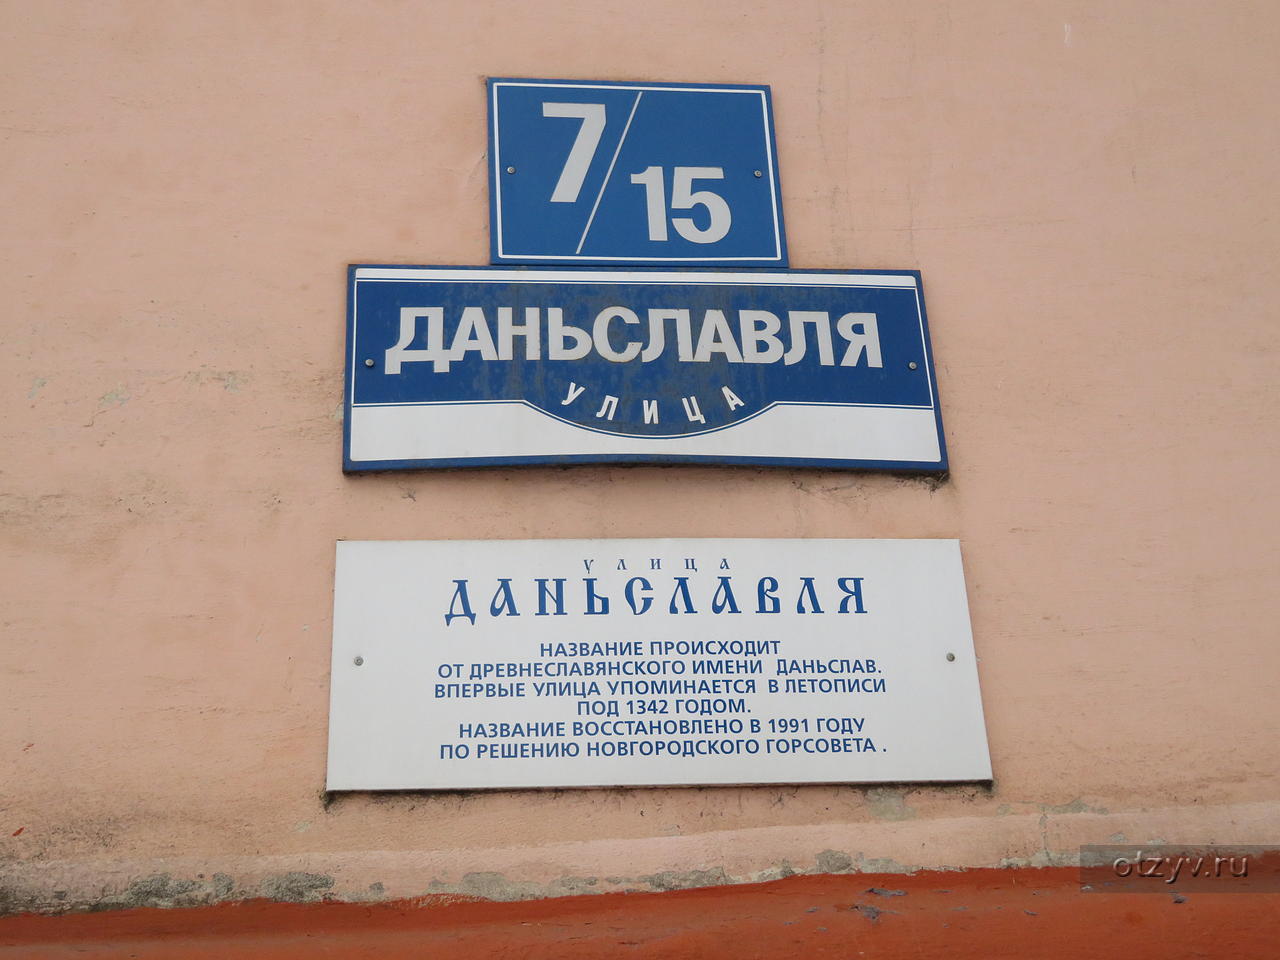 7/15
ДАНЬСЛАВЛЯ
УЛИЦА
улица
ДАНЬСЛАВЛЯ
НАЗВАНИЕ ПРОИСХОДИТ
ОТ ДРЕВНЕСЛАВЯНСКОГО ИМЕНИ ДАНЬСЛАВ.
ВПЕРВЫЕ УЛИЦА УПОМИНАЕТСЯ В ЛЕТОПИСИ
ПОД 1342 ГОДОМ.
НАЗВАНИЕ ВОССТАНОВЛЕНО В 1991 ГОДУ
ПО РЕШЕНИЮ НОВГОРОДСКОГО ГОРСОВЕТА .
otzyv.ru